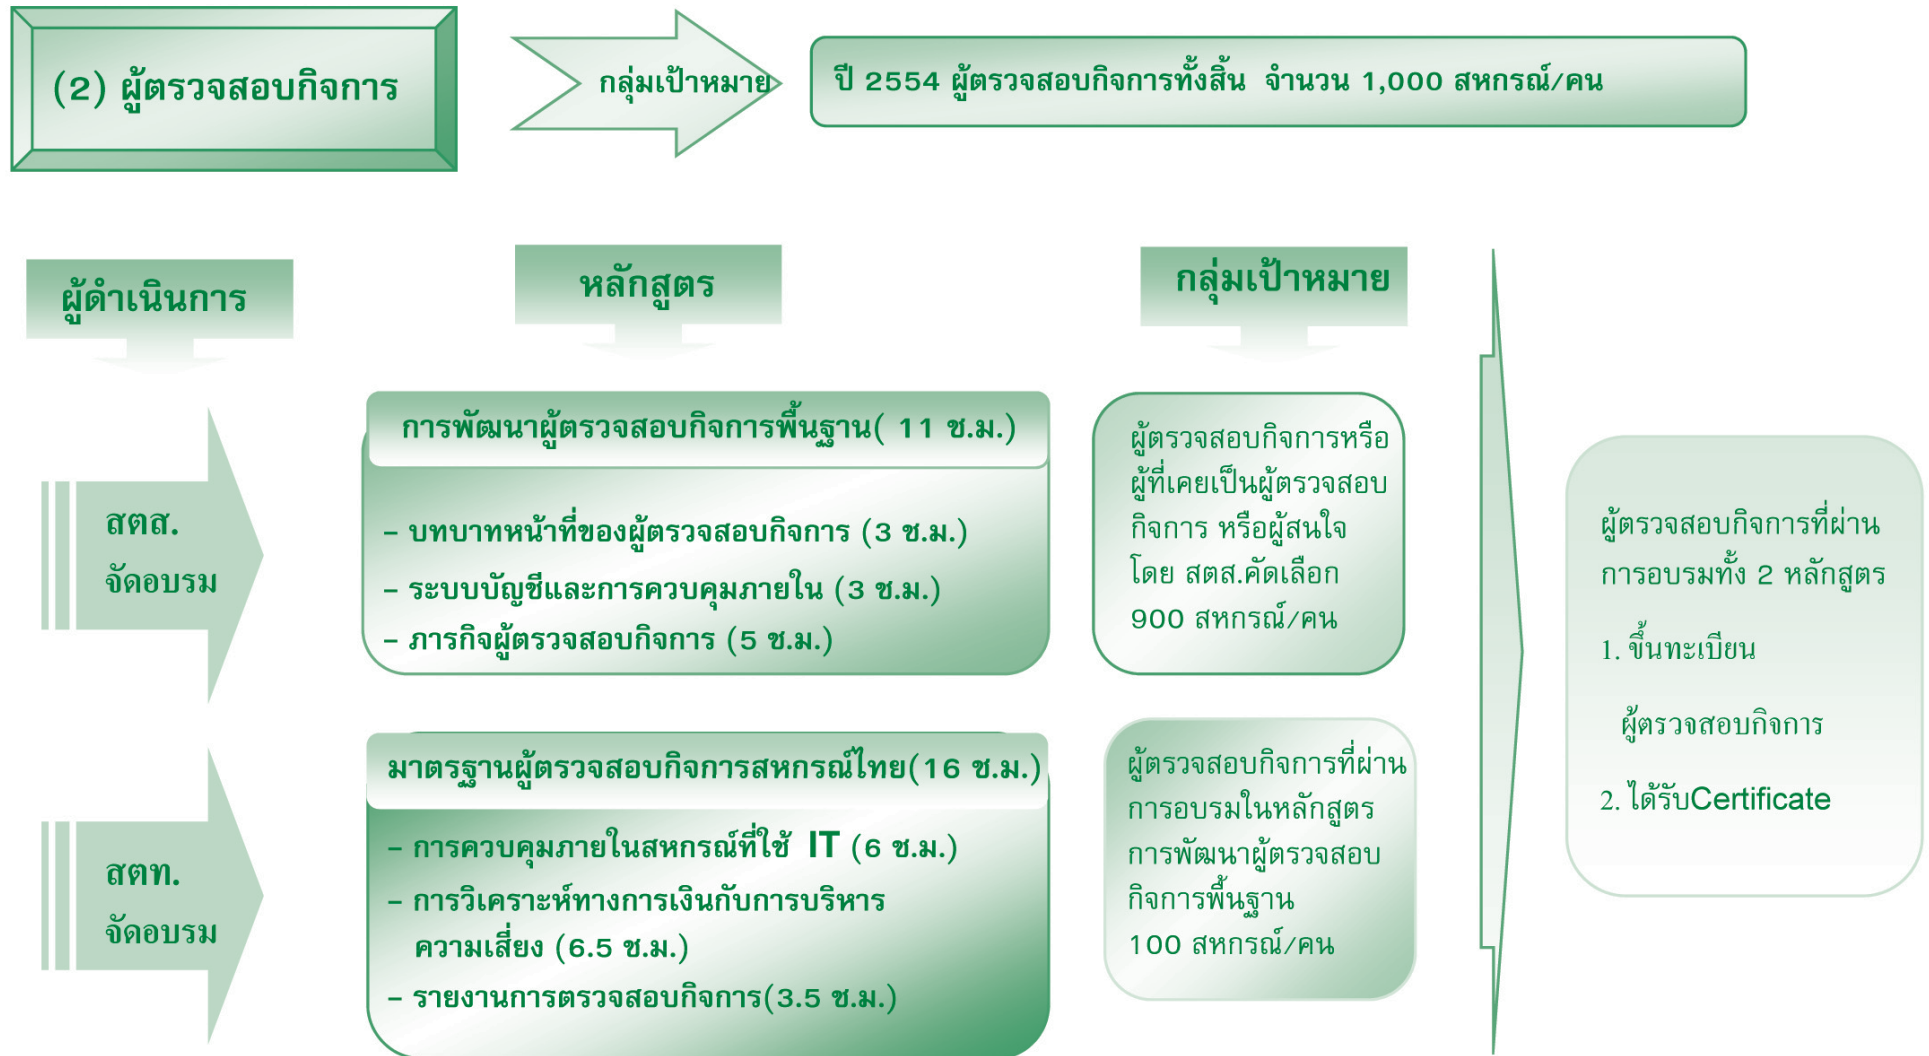 (2) ผู้ตรวจสอบกิจการ
กลุ่มเป้าหมาย
ปี 2554 ผู้ตรวจสอบกิจการทั้งสิ้น จำนวน 1,000 สหกรณ์/คน
ผู้ดำเนินการ
หลักสูตร
กลุ่มเป้าหมาย
สตส.
จัดอบรม
การพัฒนาผู้ตรวจสอบกิจการพื้นฐาน( 11 ช.ม.)
– บทบาทหน้าที่ของผู้ตรวจสอบกิจการ (3 ช.ม.)
– ระบบบัญชีและการควบคุมภายใน (3 ช.ม.)
– ภารกิจผู้ตรวจสอบกิจการ (5 ช.ม.)
ผู้ตรวจสอบกิจการหรือ
ผู้ที่เคยเป็นผู้ตรวจสอบ
กิจการ หรือผู้สนใจ
โดย สตส.คัดเลือก
900 สหกรณ์/คน
สตท.
จัดอบรม
มาตรฐานผู้ตรวจสอบกิจการสหกรณ์ไทย(16 ช.ม.)
– การควบคุมภายในสหกรณ์ที่ใช้ IT (6 ช.ม.)
– การวิเคราะห์ทางการเงินกับการบริหาร
ความเสี่ยง (6.5 ช.ม.)
– รายงานการตรวจสอบกิจการ(3.5 ช.ม.)
ผู้ตรวจสอบกิจการที่ผ่าน
การอบรมในหลักสูตร
การพัฒนาผู้ตรวจสอบ
กิจการพื้นฐาน
100 สหกรณ์/คน
ผู้ตรวจสอบกิจการที่ผ่าน
การอบรมทั้ง 2 หลักสูตร
1. ขึ้นทะเบียน
ผู้ตรวจสอบกิจการ
2. ได้รับCertificate